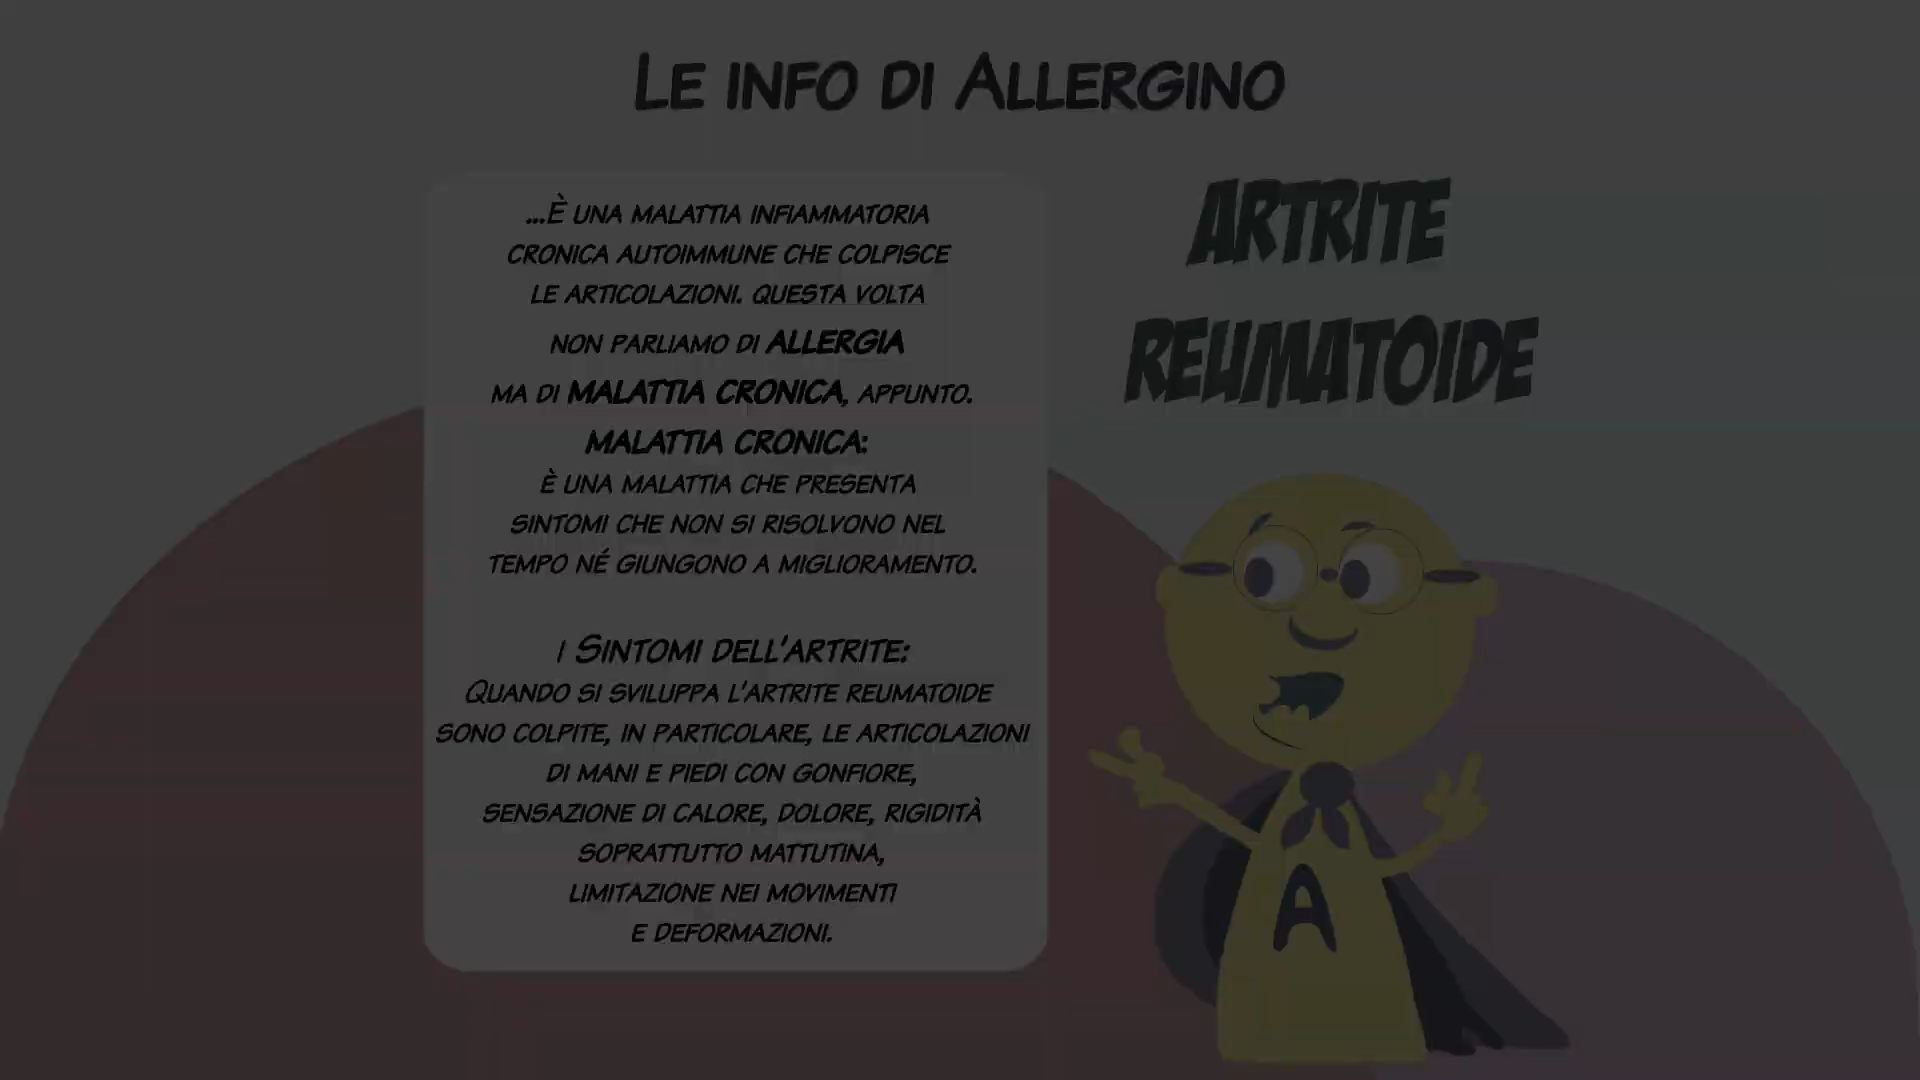 Le info di Allergino
...È una malattia infiammatoria
cronica autoimmune che colpisce
le articolazioni. questa volta
non parliamo di ALLERGIA
ma di MALATTIA CRONICA, appunto.
MALATTIA CRONICA:
è una malattia che presenta
sintomi che non si risolvono nel
tempo né giungono a miglioramento.
i Sintomi dell'artrite:
Quando si sviluppa l'artrite reumatoide
sono colpite, in particolare, le articolazioni
di mani e piedi con gonfiore,
sensazione di calore, dolore, rigidità
soprattutto mattutina,
limitazione nei movimenti
e deformazioni.
ARTRITE
REUMATOIDE
A